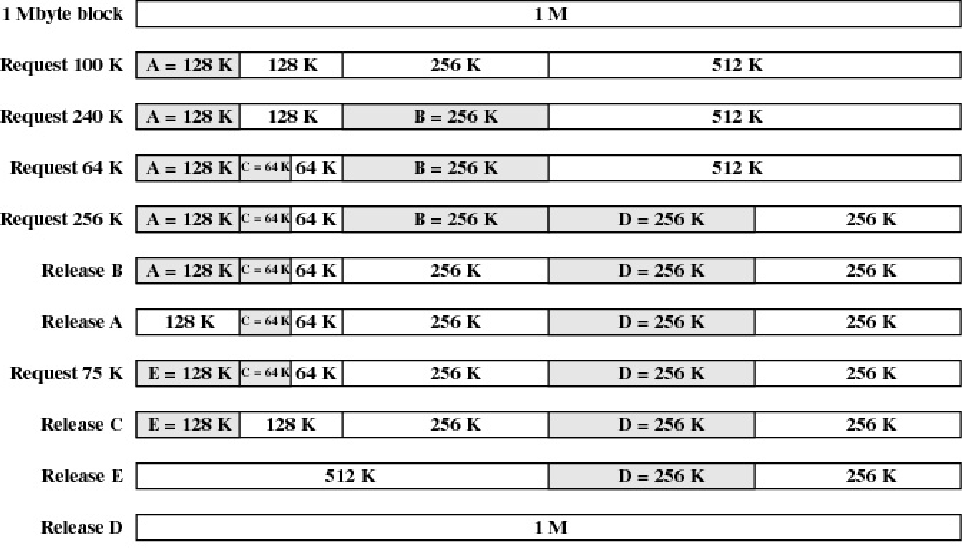 1 Mbyte block 1 M
Request 100 K A = 128 K 128 K 256 K 512 K
Request 240 K A = 128 K 128 K B = 256 K 512 K
Request 64 K A = 128 K C = 64 K 64 K B = 256 K 512 K
Request 256 K A = 128 K C = 64 K 64 K B = 256 K D = 256 K 256 K
Release B A = 128 K C = 64 K 64 K 256 K D = 256 K 256 K
Release A 128 K C = 64 K 64 K 256 K D = 256 K 256 K
Request 75 K E = 128 K C = 64 K 64 K 256 K D = 256 K 256 K
Release C E = 128 K 128 K 256 K D = 256 K 256 K
Release E 512 K D = 256 K 256 K
Release D 1 M